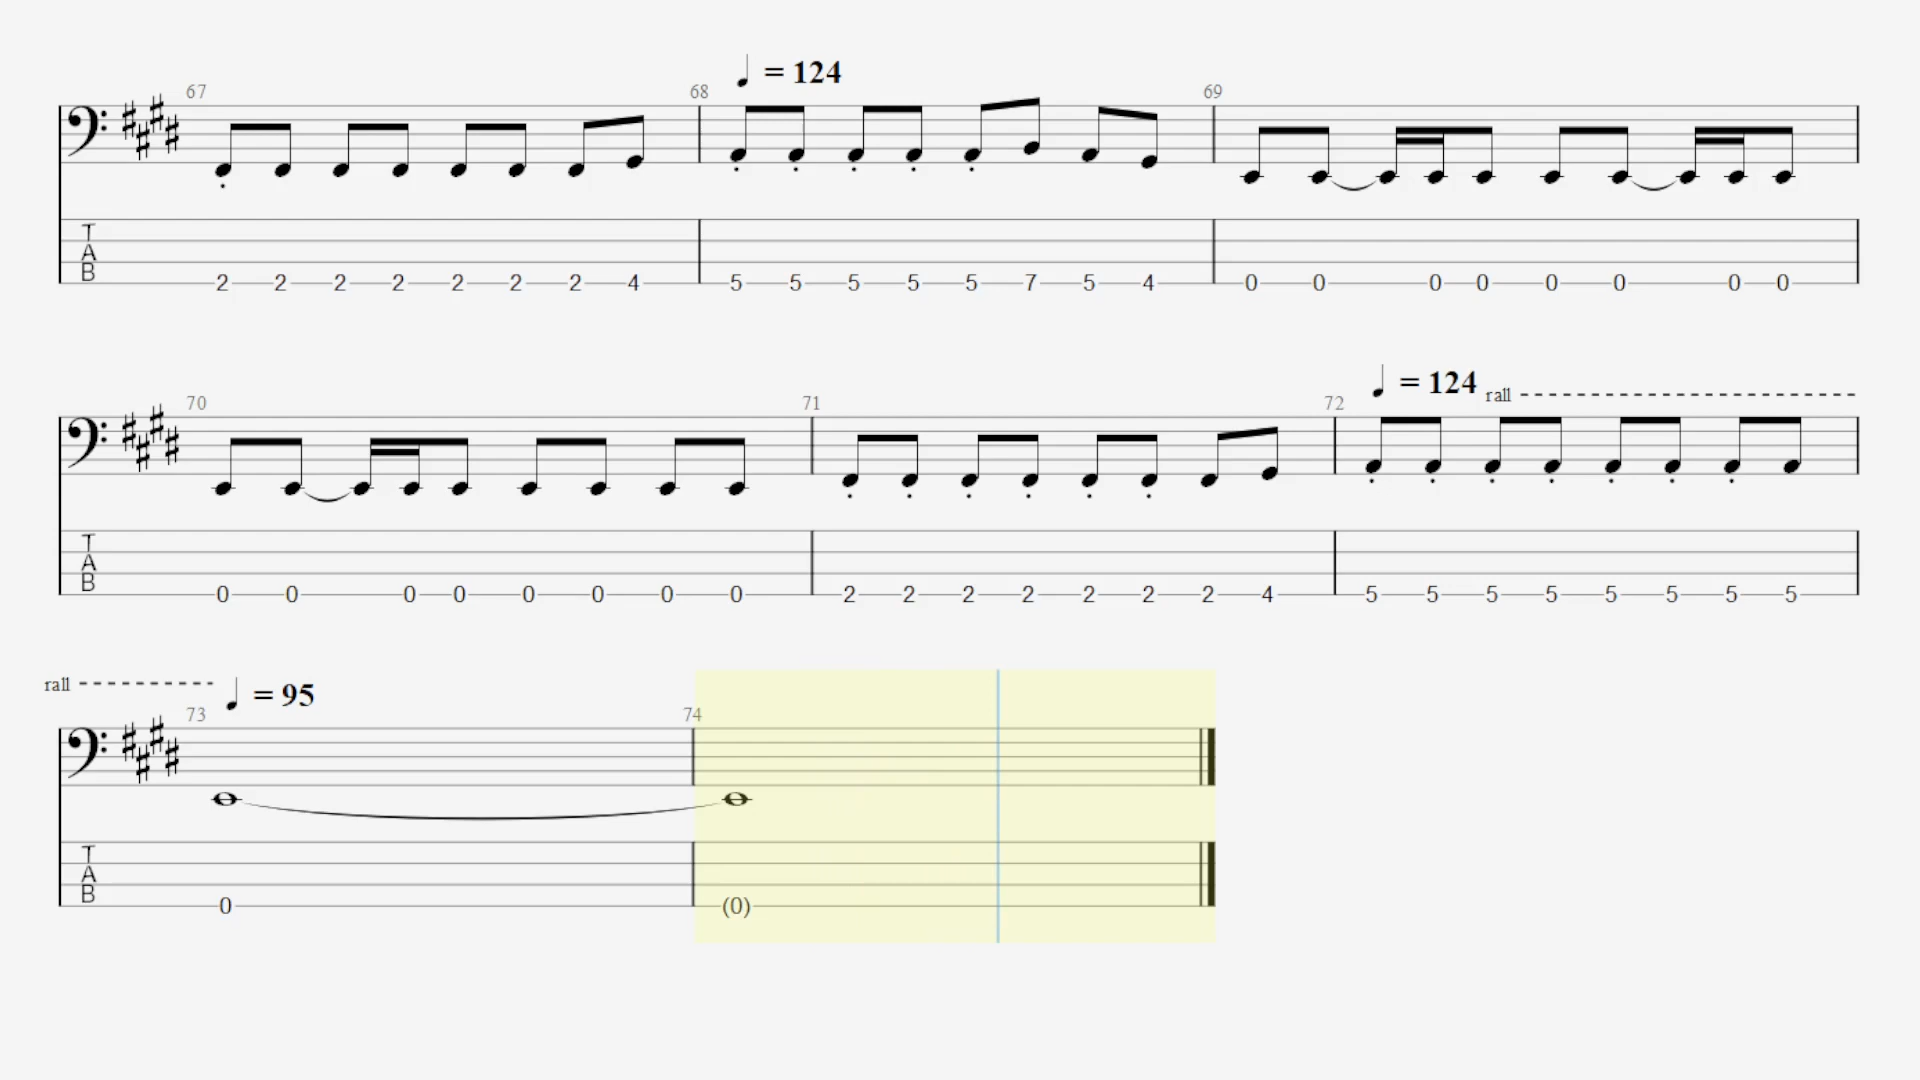 = 124
67 68 69
T
A
B
2 2 2 2 2 2 2 4 5 5 5 5 5 7 5 4 0 0 0 0 0 0 0 0
= 124 rall
70 71 72
T
A
B
0 0 0 0 0 0 0 0 2 2 2 2 2 2 2 4 5 5 5 5 5 5 5 5
rall = 95
73 74
T
A
B
0 (0)